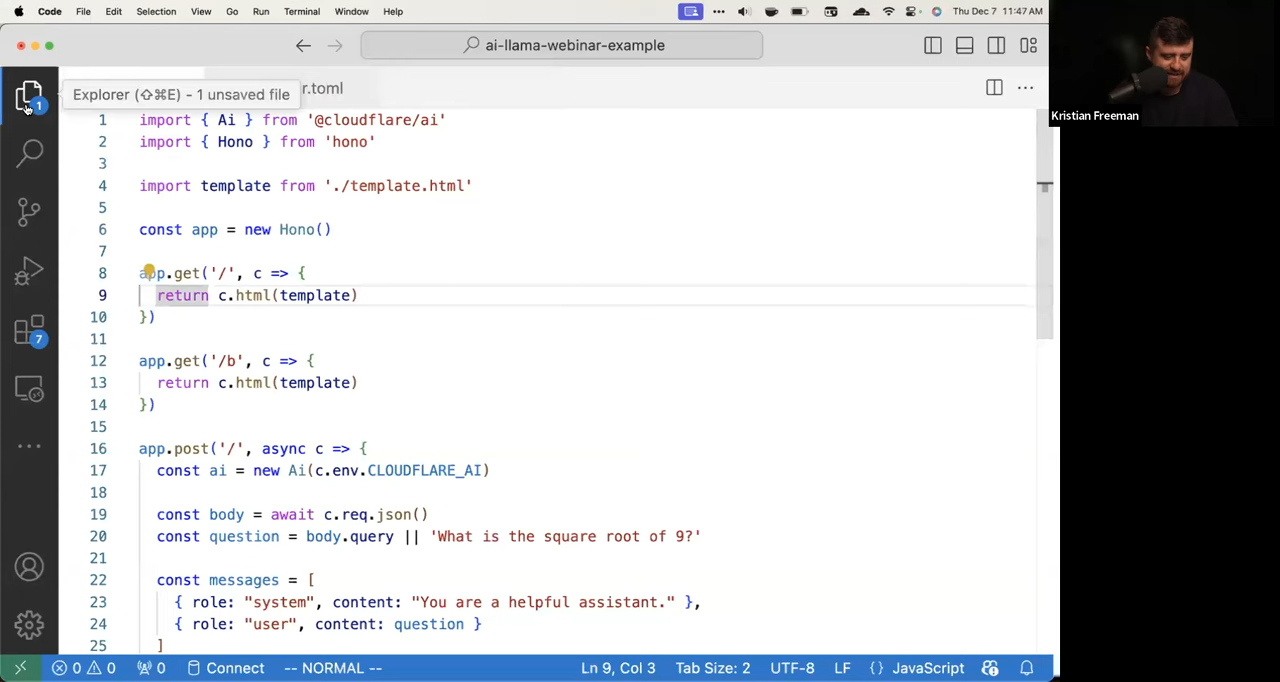 Code File Edit Selection View Go Run Terminal Window Help Thu Dec 7 11:47 AM
ai-llama-webinar-example
Explorer (⇧⌘E) - 1 unsaved file
r.toml
1
7
1 import { Ai } from '@cloudflare/ai'
2 import { Hono } from 'hono'
3
4 import template from './template.html'
5
6 const app = new Hono()
7
8 app.get('/', c => {
9 return c.html(template)
10 })
11
12 app.get('/b', c => {
13 return c.html(template)
14 })
15
16 app.post('/', async c => {
17 const ai = new Ai(c.env.CLOUDFLARE_AI)
18
19 const body = await c.req.json()
20 const question = body.query || 'What is the square root of 9?'
21
22 const messages = [
23 { role: "system", content: "You are a helpful assistant." },
24 { role: "user", content: question }
25 ]
0 0 0 Connect -- NORMAL -- Ln 9, Col 3 Tab Size: 2 UTF-8 LF {} JavaScript
Kristian Freeman